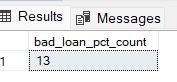 Results Messages
bad_loan_pct_count
1 13